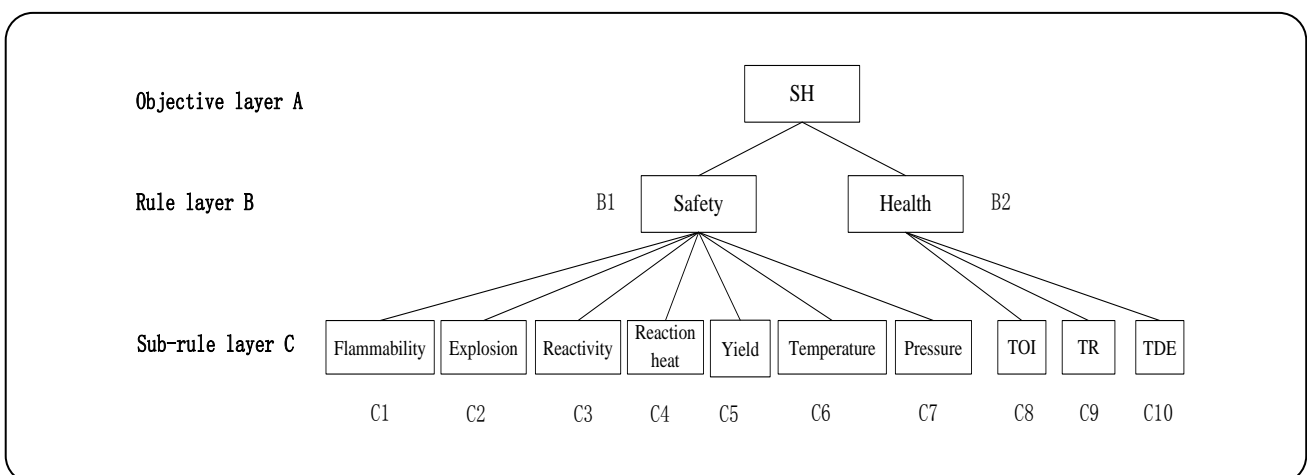 SH
Objective layer A
Rule layer B
B1
Safety
Health
B2
Sub-rule layer C
Flammability
Explosion
Reactivity
Reaction
heat
Yield
Temperature
Pressure
TOI
TR
TDE
C1
C2
C3
C4
C5
C6
C7
C8
C9
C10